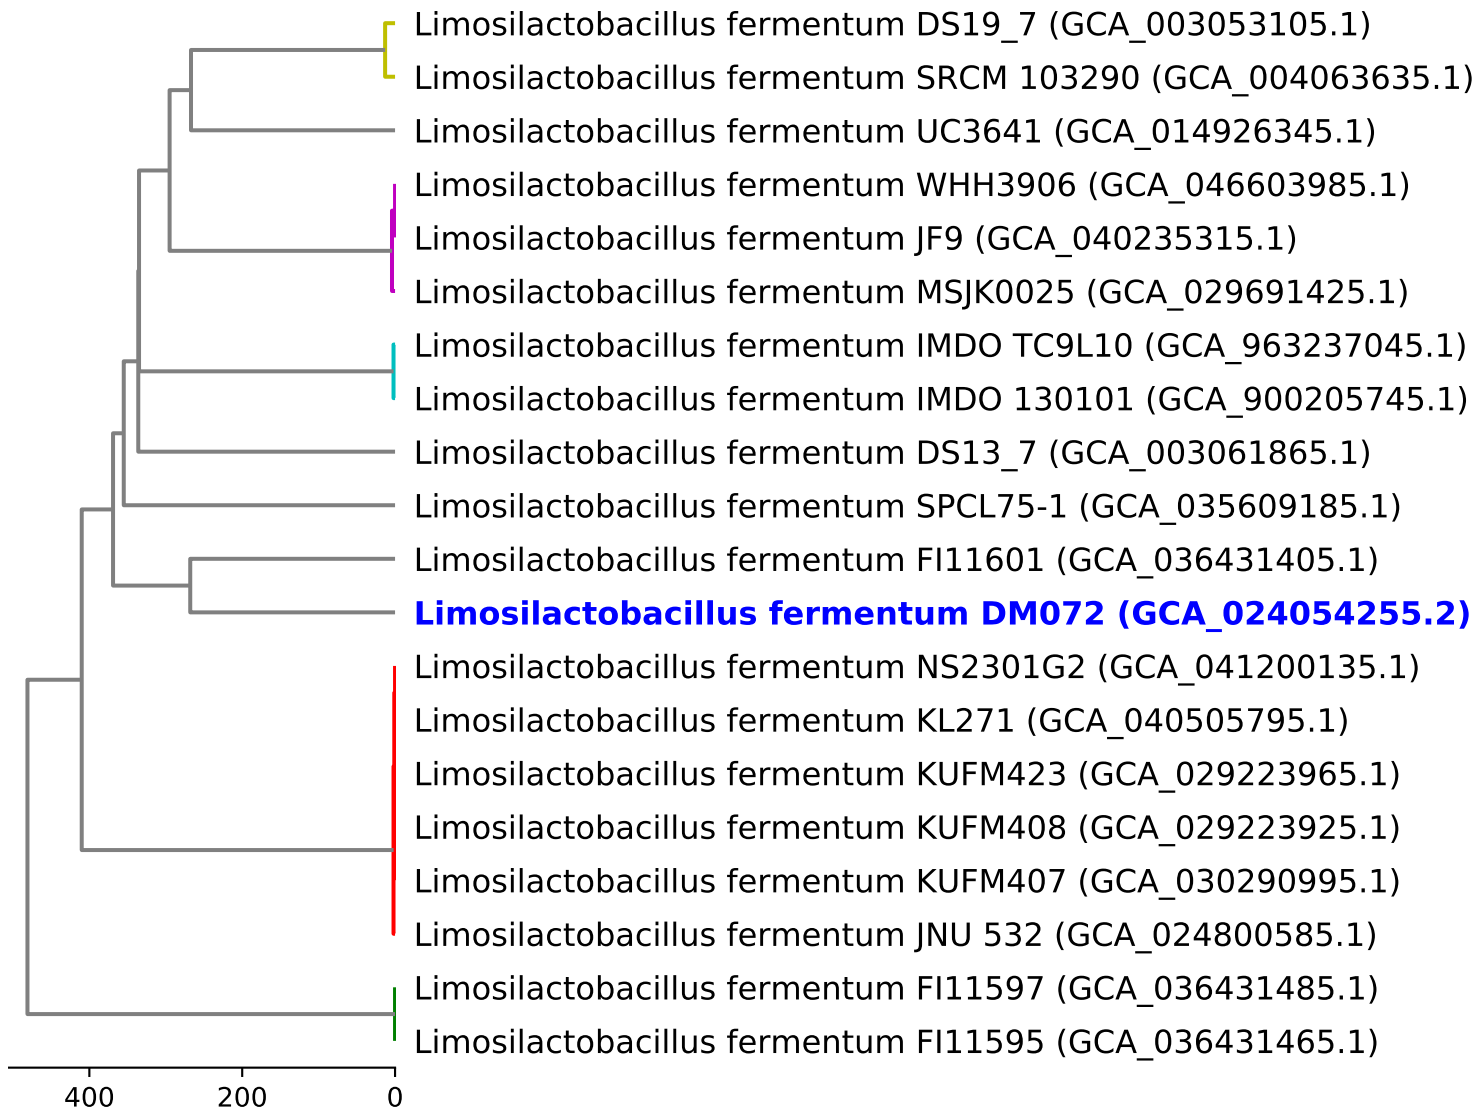 Limosilactobacillus fermentum DS19_7 (GCA_003053105.1)
Limosilactobacillus fermentum SRCM 103290 (GCA_004063635.1)
Limosilactobacillus fermentum UC3641 (GCA_014926345.1)
Limosilactobacillus fermentum WHH3906 (GCA_046603985.1)
Limosilactobacillus fermentum JF9 (GCA_040235315.1)
Limosilactobacillus fermentum MSJK0025 (GCA_029691425.1)
Limosilactobacillus fermentum IMDO TC9L10 (GCA_963237045.1)
Limosilactobacillus fermentum IMDO 130101 (GCA_900205745.1)
Limosilactobacillus fermentum DS13_7 (GCA_003061865.1)
Limosilactobacillus fermentum SPCL75-1 (GCA_035609185.1)
Limosilactobacillus fermentum FI11601 (GCA_036431405.1)
Limosilactobacillus fermentum DM072 (GCA_024054255.2)
Limosilactobacillus fermentum NS2301G2 (GCA_041200135.1)
Limosilactobacillus fermentum KL271 (GCA_040505795.1)
Limosilactobacillus fermentum KUFM423 (GCA_029223965.1)
Limosilactobacillus fermentum KUFM408 (GCA_029223925.1)
Limosilactobacillus fermentum KUFM407 (GCA_030290995.1)
Limosilactobacillus fermentum JNU 532 (GCA_024800585.1)
Limosilactobacillus fermentum FI11597 (GCA_036431485.1)
Limosilactobacillus fermentum FI11595 (GCA_036431465.1)
400 200 0